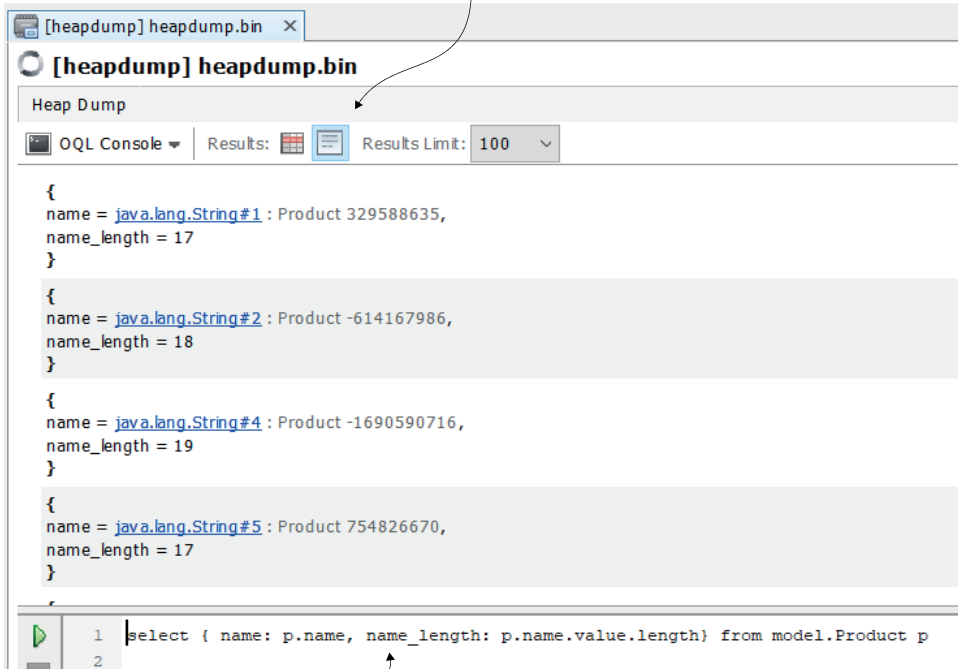 [heapdump] heapdump.bin ×
[heapdump] heapdump.bin
Heap Dump
OQL Console Results: Results Limit: 100
{
name = java.lang.String#1 : Product 329588635,
name_length = 17
}
{
name = java.lang.String#2 : Product -614167986,
name_length = 18
}
{
name = java.lang.String#4 : Product -1690590716,
name_length = 19
}
{
name = java.lang.String#5 : Product 754826670,
name_length = 17
}
1 select { name: p.name, name_length: p.name.value.length} from model.Product p
2